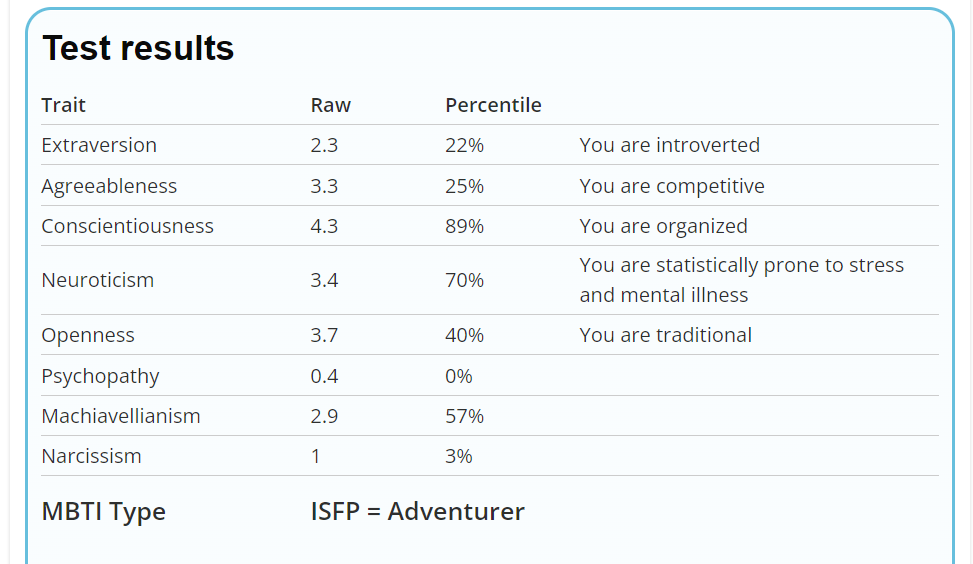 Test results
Trait Raw Percentile
Extraversion 2.3 22% You are introverted
Agreeableness 3.3 25% You are competitive
Conscientiousness 4.3 89% You are organized
Neuroticism 3.4 70% You are statistically prone to stress
and mental illness
Openness 3.7 40% You are traditional
Psychopathy 0.4 0%
Machiavellianism 2.9 57%
Narcissism 1 3%
MBTI Type ISFP = Adventurer